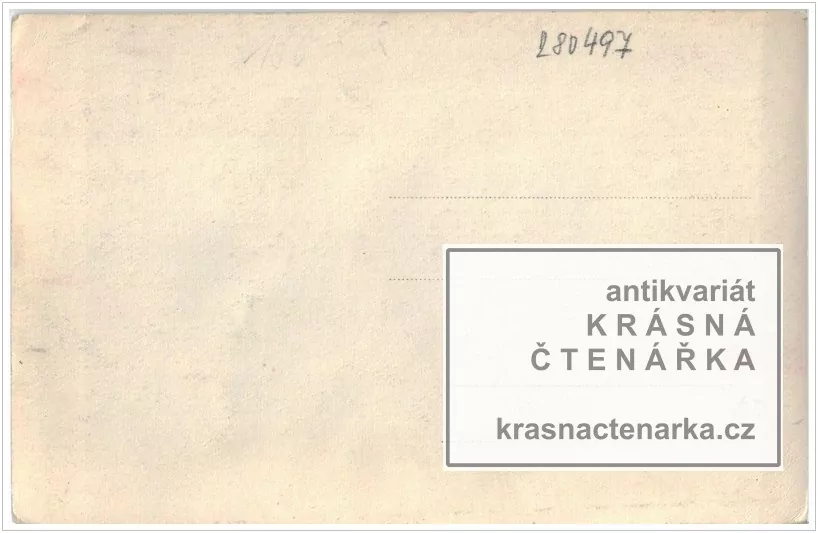 280497
antikvariát
KRÁSNÁ
ČTENÁŘKA
krasnactenarka.cz